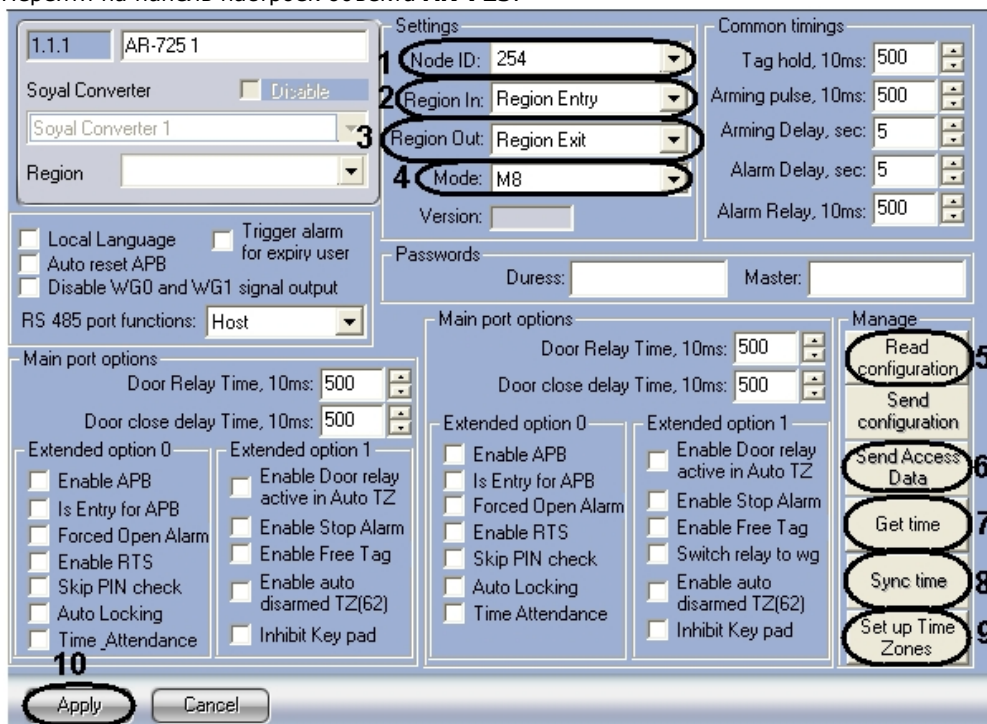 1.1.1 AR-725 1
Soyal Converter Disable
Soyal Converter 1
Region
Settings
1 Node ID: 254
2 Region In: Region Entry
3 Region Out: Region Exit
4 Mode: M8
Version:
Common timings
Tag hold, 10ms: 500
Arming pulse, 10ms: 500
Arming Delay, sec: 5
Alarm Delay, sec: 5
Alarm Relay, 10ms: 500
Local Language
Trigger alarm
for expiry user
Auto reset APB
Disable WG0 and WG1 signal output
RS 485 port functions: Host
Passwords
Duress: Master:
Main port options
Door Relay Time, 10ms: 500
Door close delay Time, 10ms: 500
Extended option 0
Enable APB
Is Entry for APB
Forced Open Alarm
Enable RTS
Skip PIN check
Auto Locking
Time_Attendance
Extended option 1
Enable Door relay
active in Auto TZ
Enable Stop Alarm
Enable Free Tag
Enable auto
disarmed TZ(62)
Inhibit Key pad
Main port options
Door Relay Time, 10ms: 500
Door close delay Time, 10ms: 500
Extended option 0
Enable APB
Is Entry for APB
Forced Open Alarm
Enable RTS
Skip PIN check
Auto Locking
Time Attendance
Extended option 1
Enable Door relay
active in Auto TZ
Enable Stop Alarm
Enable Free Tag
Switch relay to wg
Enable auto
disarmed TZ(62)
Inhibit Key pad
Manage
Read
configuration 5
Send
configuration
Send Access
Data 6
Get time 7
Sync time 8
Set up Time
Zones 9
10
Apply Cancel